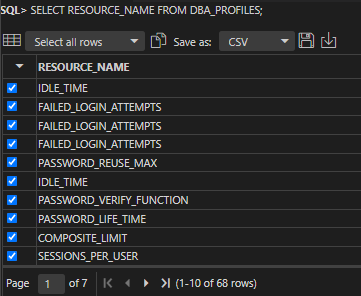 SQL> SELECT RESOURCE_NAME FROM DBA_PROFILES;
Select all rows Save as: CSV
RESOURCE_NAME
IDLE_TIME
FAILED_LOGIN_ATTEMPTS
FAILED_LOGIN_ATTEMPTS
FAILED_LOGIN_ATTEMPTS
PASSWORD_REUSE_MAX
IDLE_TIME
PASSWORD_VERIFY_FUNCTION
PASSWORD_LIFE_TIME
COMPOSITE_LIMIT
SESSIONS_PER_USER
Page 1 of 7 (1-10 of 68 rows)